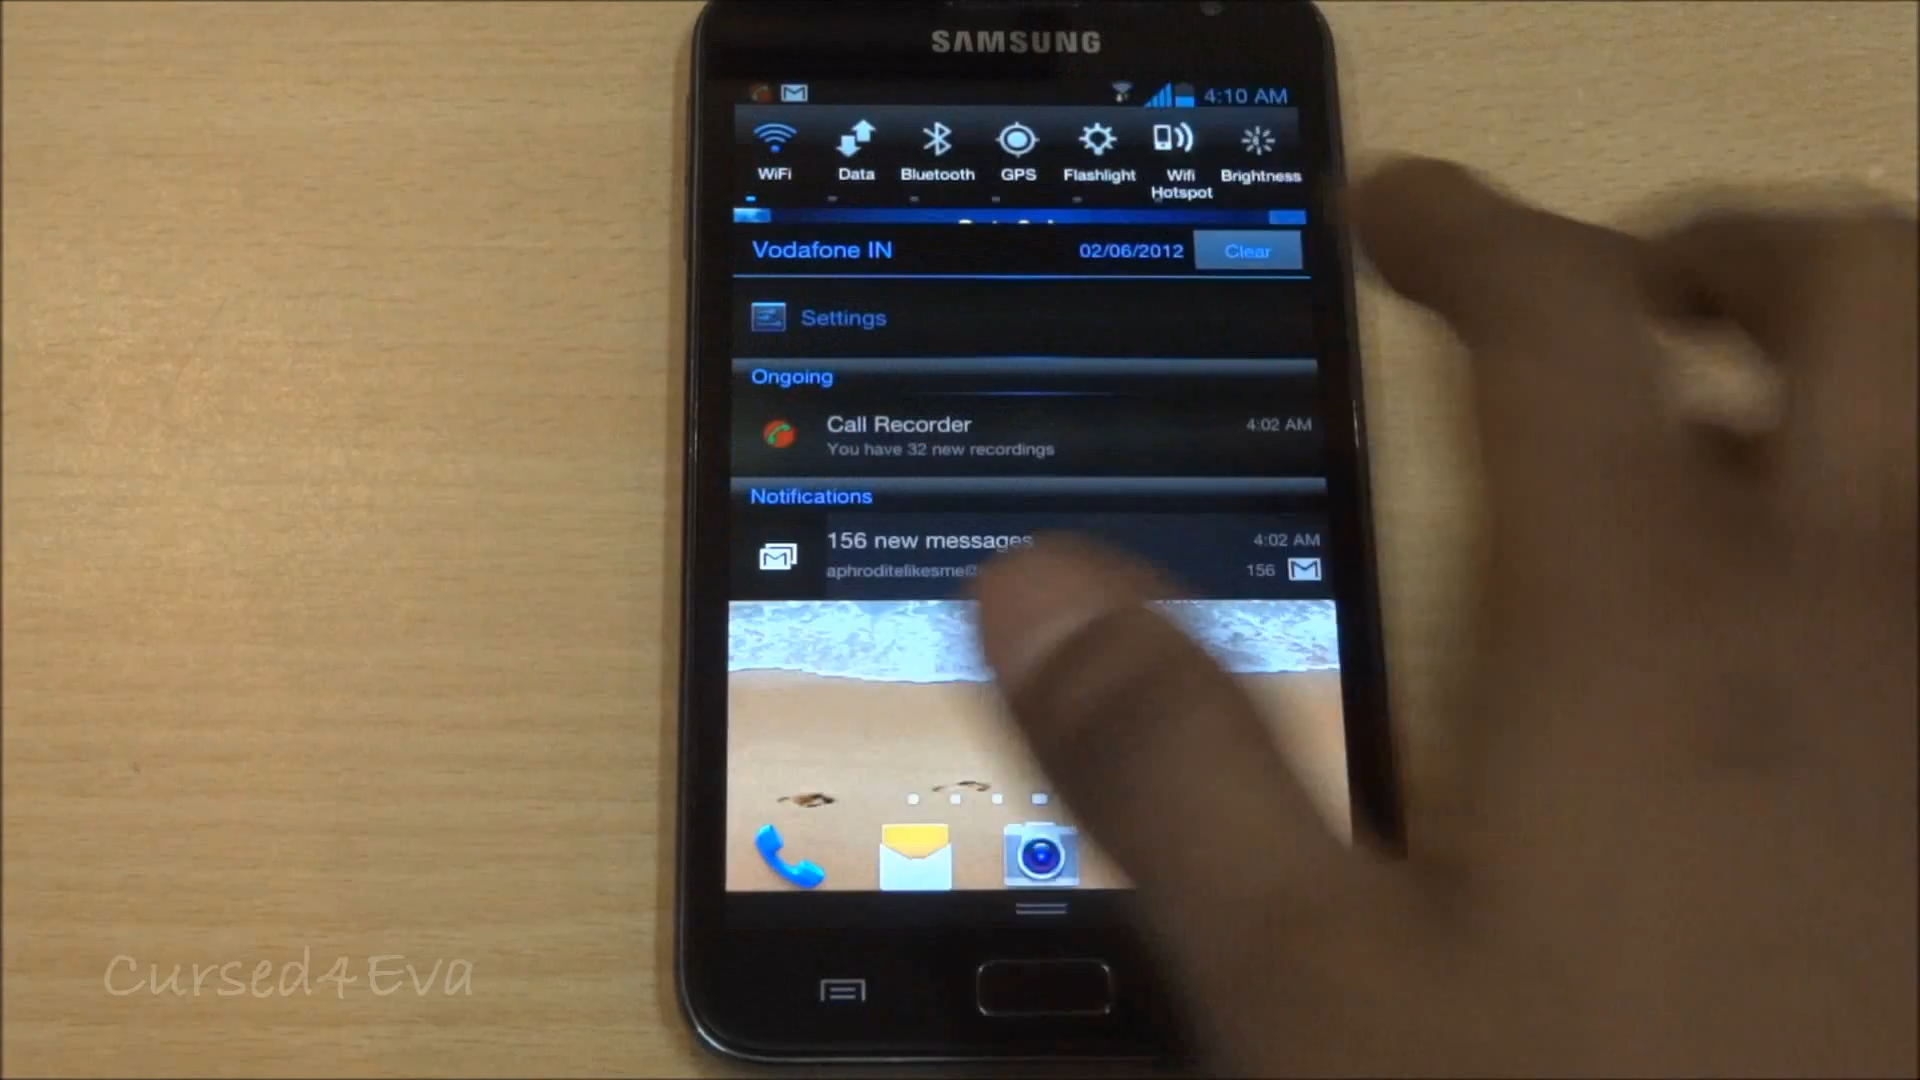 SAMSUNG
4:10 AM
WiFi Data Bluetooth GPS Flashlight Wifi Hotspot Brightness
Vodafone IN 02/06/2012 Clear
Settings
Ongoing
Call Recorder 4:02 AM
You have 32 new recordings
Notifications
156 new messages 4:02 AM
aphroditelikesme@ 156
Cursed4Eva